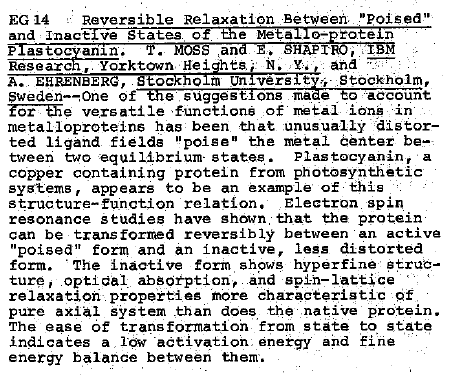 EG 14 Reversible Relaxation Between "Poised"
and Inactive States of the Metallo-protein
Plastocyanin. T. MOSS and E. SHAPIRO, IBM
Research, Yorktown Heights, N. Y., and
A. EHRENBERG, Stockholm University, Stockholm,
Sweden--One of the suggestions made to account
for the versatile functions of metal ions in
metalloproteins has been that unusually distor-
ted ligand fields "poise" the metal center be-
tween two equilibrium states. Plastocyanin, a
copper containing protein from photosynthetic
systems, appears to be an example of this
structure-function relation. Electron spin
resonance studies have shown that the protein
can be transformed reversibly between an active
"poised" form and an inactive, less distorted
form. The inactive form shows hyperfine struc-
ture, optical absorption, and spin-lattice
relaxation properties more characteristic of
pure axial system than does the native protein.
The ease of transformation from state to state
indicates a low activation energy and fine
energy balance between them.